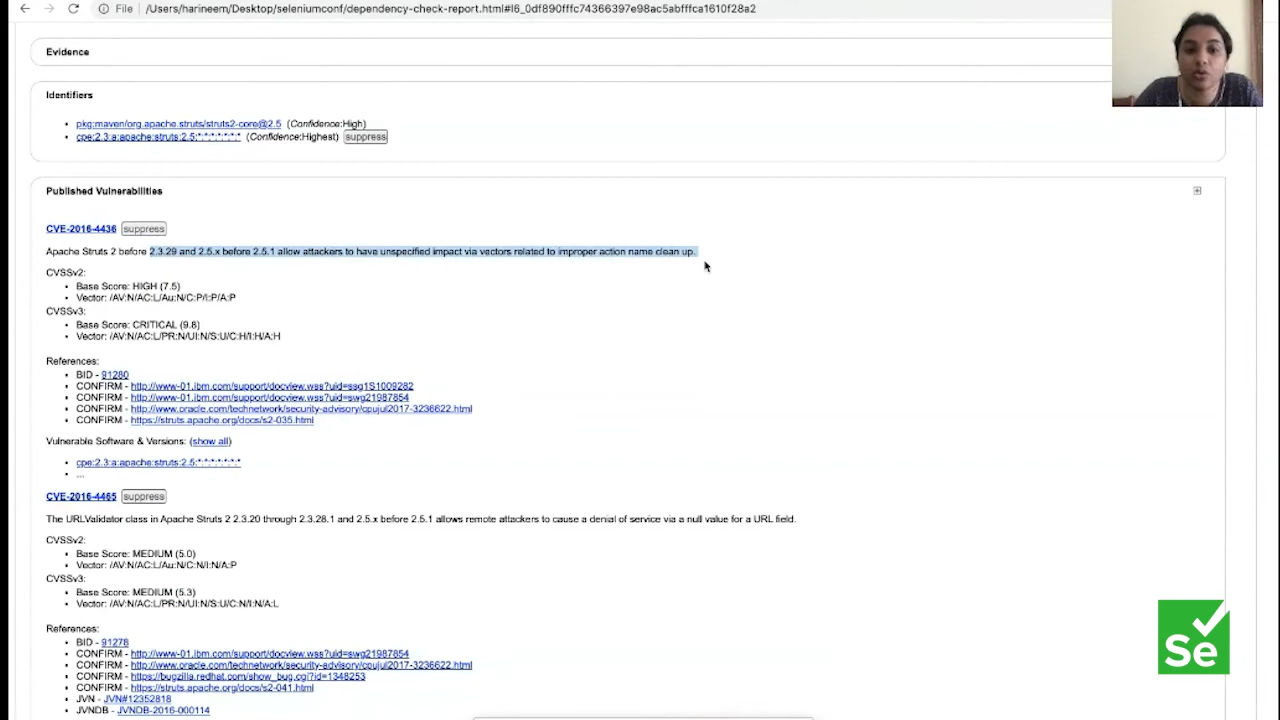 File /Users/harineem/Desktop/seleniumconf/dependency-check-report.html#l6_0df890fffc74366397e98ac5abfffca1610f28a2
Evidence
Identifiers
• pkg:maven/org.apache.struts/struts2-core@2.5 (Confidence:High)
• cpe:2.3:a:apache:struts:2.5:*:*:*:*:*:*:* (Confidence:Highest) suppress
Published Vulnerabilities
CVE-2016-4436 suppress
Apache Struts 2 before 2.3.29 and 2.5.x before 2.5.1 allow attackers to have unspecified impact via vectors related to improper action name clean up.
CVSSv2:
• Base Score: HIGH (7.5)
• Vector: /AV:N/AC:L/Au:N/C:P/I:P/A:P
CVSSv3:
• Base Score: CRITICAL (9.8)
• Vector: /AV:N/AC:L/PR:N/UI:N/S:U/C:H/I:H/A:H
References:
• BID - 91280
• CONFIRM - http://www-01.ibm.com/support/docview.wss?uid=ssg1S1009282
• CONFIRM - http://www-01.ibm.com/support/docview.wss?uid=swg21987854
• CONFIRM - http://www.oracle.com/technetwork/security-advisory/cpujul2017-3236622.html
• CONFIRM - https://struts.apache.org/docs/s2-035.html
Vulnerable Software & Versions: (show all)
• cpe:2.3:a:apache:struts:2.5:*:*:*:*:*:*:*
• ...
CVE-2016-4465 suppress
The URLValidator class in Apache Struts 2 2.3.20 through 2.3.28.1 and 2.5.x before 2.5.1 allows remote attackers to cause a denial of service via a null value for a URL field.
CVSSv2:
• Base Score: MEDIUM (5.0)
• Vector: /AV:N/AC:L/Au:N/C:N/I:N/A:P
CVSSv3:
• Base Score: MEDIUM (5.3)
• Vector: /AV:N/AC:L/PR:N/UI:N/S:U/C:N/I:N/A:L
References:
• BID - 91278
• CONFIRM - http://www-01.ibm.com/support/docview.wss?uid=swg21987854
• CONFIRM - http://www.oracle.com/technetwork/security-advisory/cpujul2017-3236622.html
• CONFIRM - https://bugzilla.redhat.com/show_bug.cgi?id=1348253
• CONFIRM - https://struts.apache.org/docs/s2-041.html
• JVN - JVN#12352818
• JVNDB - JVNDB-2016-000114
Se